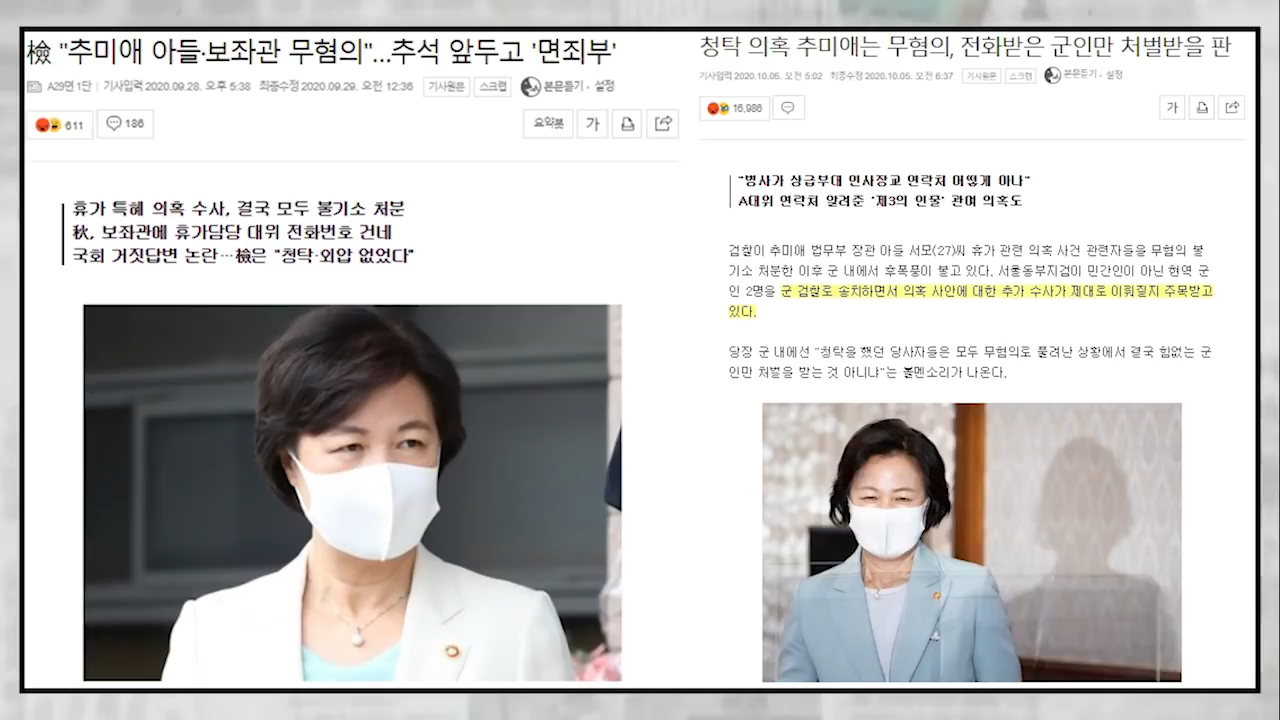 檢 "추미애 아들·보좌관 무혐의"...추석 앞두고 '면죄부'
A29면 1단 기사입력 2020.09.28. 오후 5:38 최종수정 2020.09.29. 오전 12:36 기사원문 스크랩 본문듣기 · 설정
611 186 요약봇 가
휴가 특혜 의혹 수사, 결국 모두 불기소 처분
秋, 보좌관에 휴가담당 대위 전화번호 건네
국회 거짓답변 논란…檢은 "청탁·외압 없었다"
청탁 의혹 추미애는 무혐의, 전화받은 군인만 처벌받을 판
기사입력 2020.10.05. 오전 5:02 최종수정 2020.10.05. 오전 6:37 기사원문 스크랩 본문듣기 · 설정
16,986 가
"병사가 상급부대 인사장교 연락처 어떻게 아나"
A대위 연락처 알려준 '제3의 인물' 관여 의혹도
검찰이 추미애 법무부 장관 아들 서모(27)씨 휴가 관련 의혹 사건 관련자들을 무혐의 불
기소 처분한 이후 군 내에서 후폭풍이 불고 있다. 서울동부지검이 민간인이 아닌 현역 군
인 2명을 군 검찰로 송치하면서 의혹 사안에 대한 추가 수사가 제대로 이뤄질지 주목받고
있다.
당장 군 내에선 "청탁을 했던 당사자들은 모두 무혐의로 풀려난 상황에서 결국 힘없는 군
인만 처벌을 받는 것 아니냐"는 볼멘소리가 나온다.